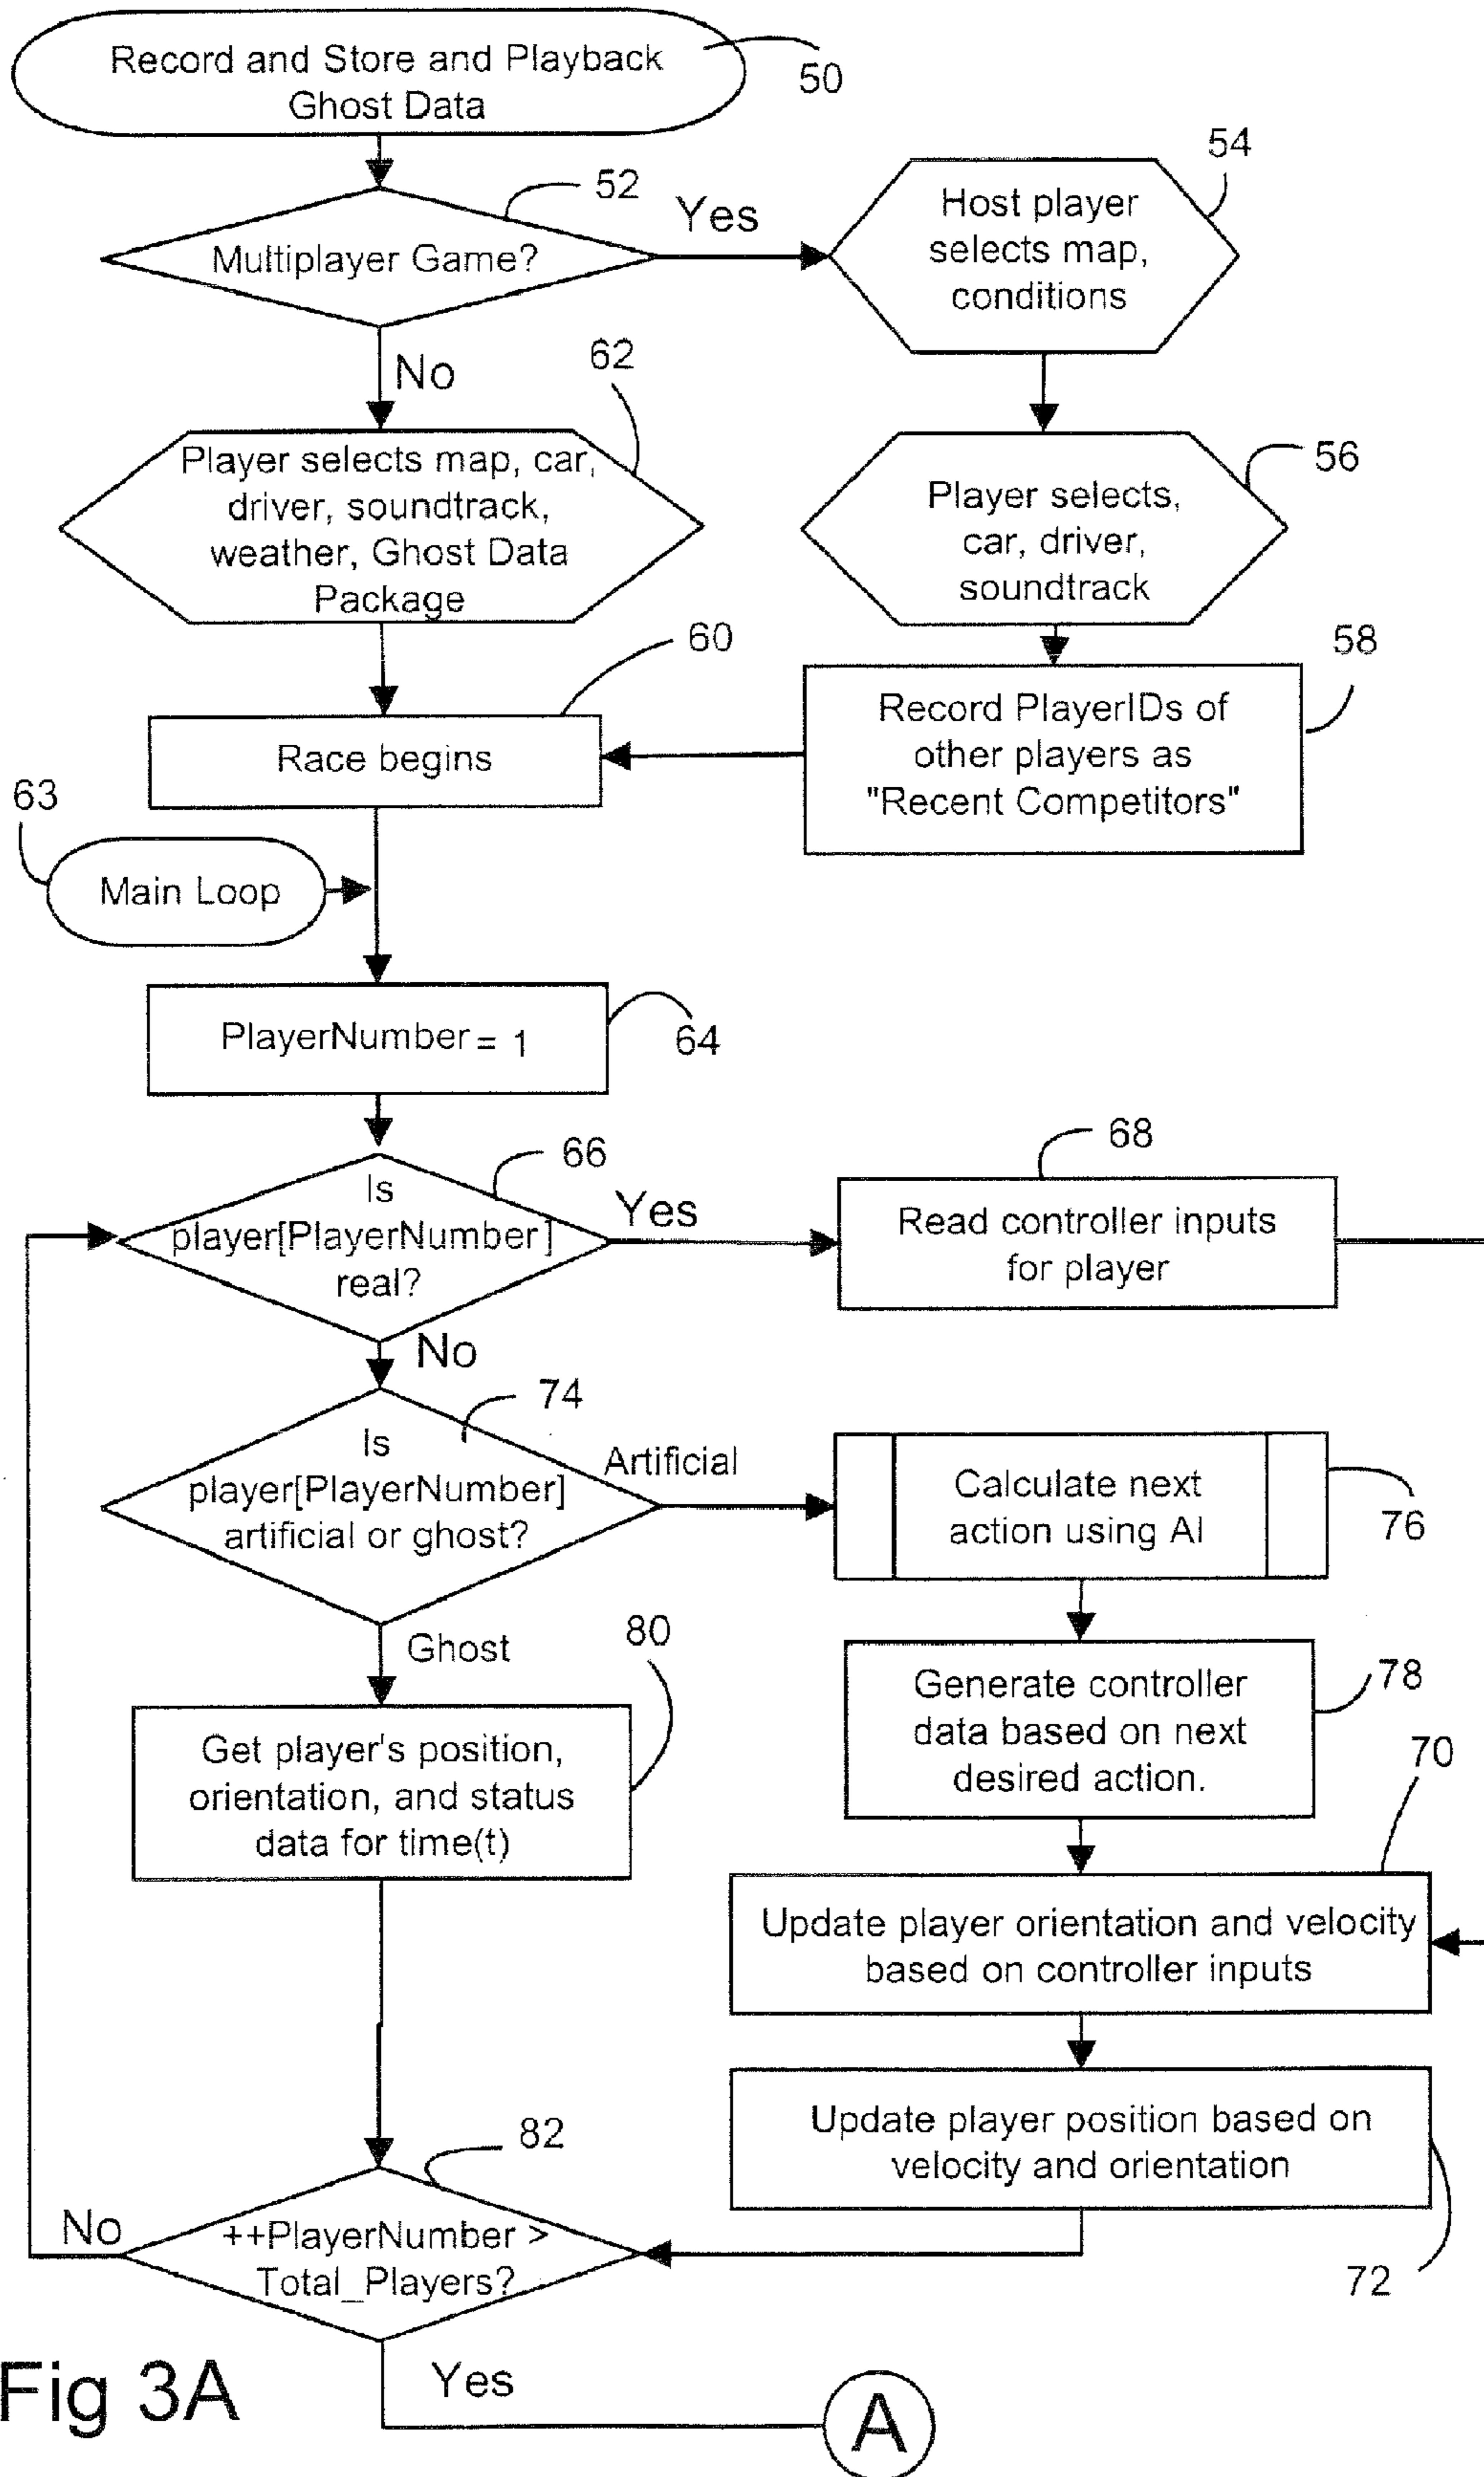 Record and Store and Playback
Ghost Data
50
52
Multiplayer Game?
Yes
54
Host player
selects map,
conditions
No
62
Player selects map, car,
driver, soundtrack,
weather, Ghost Data
Package
56
Player selects,
car, driver,
soundtrack
60
Race begins
58
Record PlayerIDs of
other players as
"Recent Competitors"
63
Main Loop
PlayerNumber = 1
64
66
Is
player[PlayerNumber]
real?
Yes
68
Read controller inputs
for player
No
74
Is
player[PlayerNumber]
artificial or ghost?
Artificial
Calculate next
action using AI
76
Ghost
80
Get player's position,
orientation, and status
data for time(t)
Generate controller
data based on next
desired action.
78
70
Update player orientation and velocity
based on controller inputs
Update player position based on
velocity and orientation
72
82
++PlayerNumber >
Total_Players?
No
Yes
A
Fig 3A